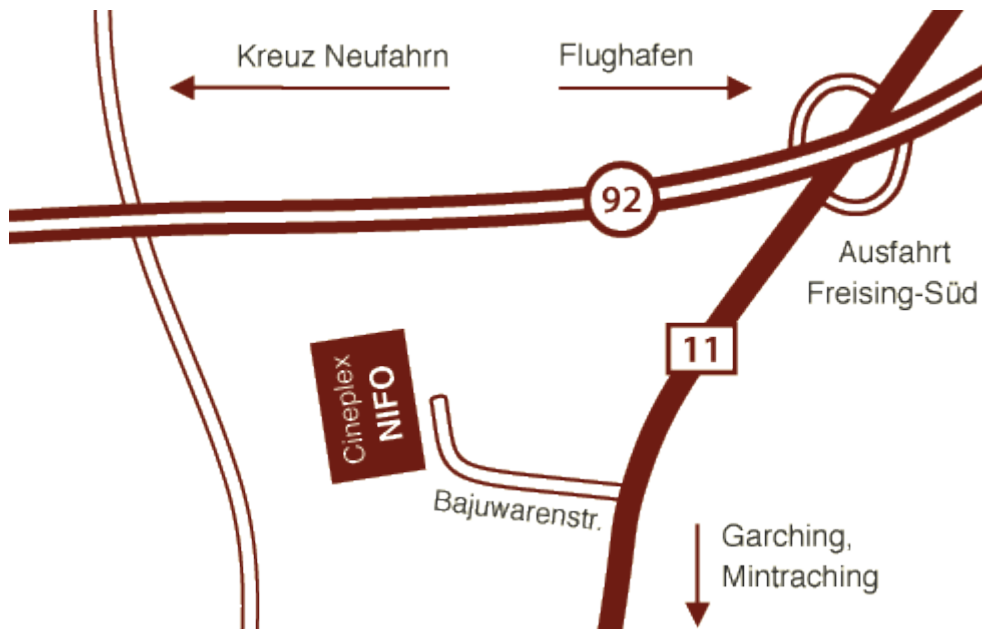 Kreuz Neufahrn
Flughafen
92
Ausfahrt
Freising-Süd
11
Cineplex
NIFO
Bajuwarenstr.
Garching,
Mintraching